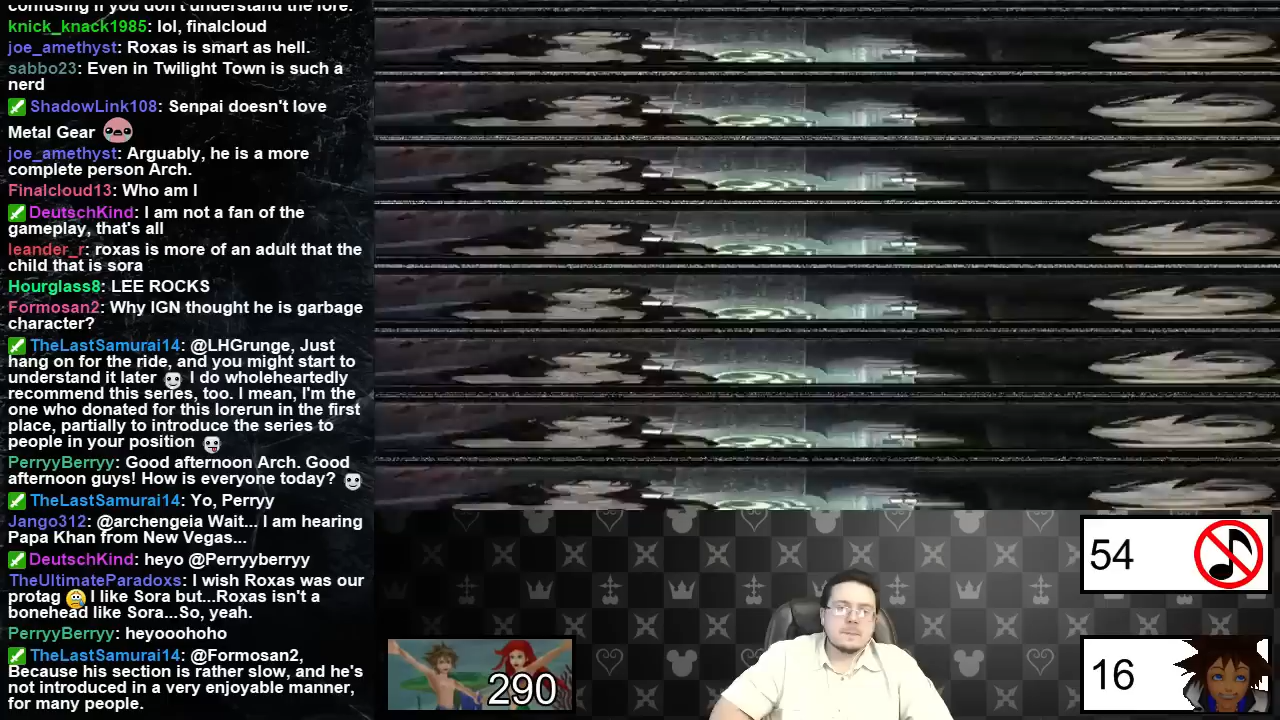 confusing if you don't understand the lore.
knick_knack1985: lol, finalcloud
joe_amethyst: Roxas is smart as hell.
sabbo23: Even in Twilight Town is such a
nerd
ShadowLink108: Senpai doesn't love
Metal Gear
joe_amethyst: Arguably, he is a more
complete person Arch.
Finalcloud13: Who am I
DeutschKind: I am not a fan of the
gameplay, that's all
leander_r: roxas is more of an adult that the
child that is sora
Hourglass8: LEE ROCKS
Formosan2: Why IGN thought he is garbage
character?
TheLastSamurai14: @LHGrunge, Just
hang on for the ride, and you might start to
understand it later I do wholeheartedly
recommend this series, too. I mean, I'm the
one who donated for this lorerun in the first
place, partially to introduce the series to
people in your position
PerryyBerryy: Good afternoon Arch. Good
afternoon guys! How is everyone today?
TheLastSamurai14: Yo, Perryy
Jango312: @archengeia Wait... I am hearing
Papa Khan from New Vegas...
DeutschKind: heyo @Perryyberryy
TheUltimateParadoxs: I wish Roxas was our
protag I like Sora but...Roxas isn't a
bonehead like Sora...So, yeah.
PerryyBerryy: heyooohoho
TheLastSamurai14: @Formosan2,
Because his section is rather slow, and he's
not introduced in a very enjoyable manner,
for many people.
290
54
16